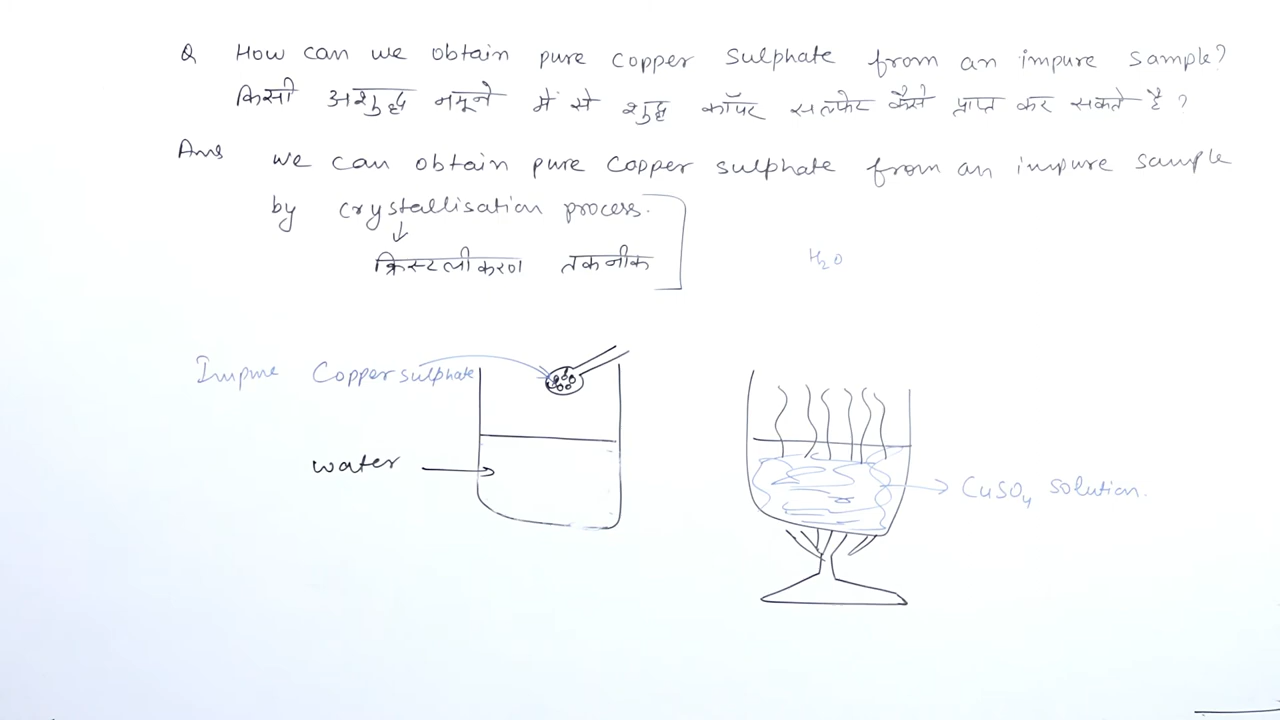 Q How can we obtain pure copper sulphate from an impure sample?
किसी अशुद्ध नमूने में से शुद्ध कॉपर सल्फेट कैसे प्राप्त कर सकते है ?
Ans we can obtain pure copper sulphate from an impure sample
by crystallisation process.
क्रिस्टलीकरण तकनीक
H₂O
Impure Copper sulphate
water
CuSO₄ solution.